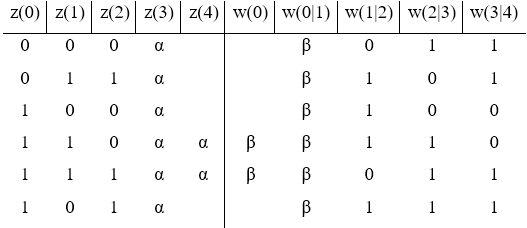 z(0) z(1) z(2) z(3) z(4) w(0) w(0|1) w(1|2) w(2|3) w(3|4)
0 0 0 α β 0 1 1
0 1 1 α β 1 0 1
1 0 0 α β 1 0 0
1 1 0 α α β β 1 1 0
1 1 1 α α β β 0 1 1
1 0 1 α β 1 1 1